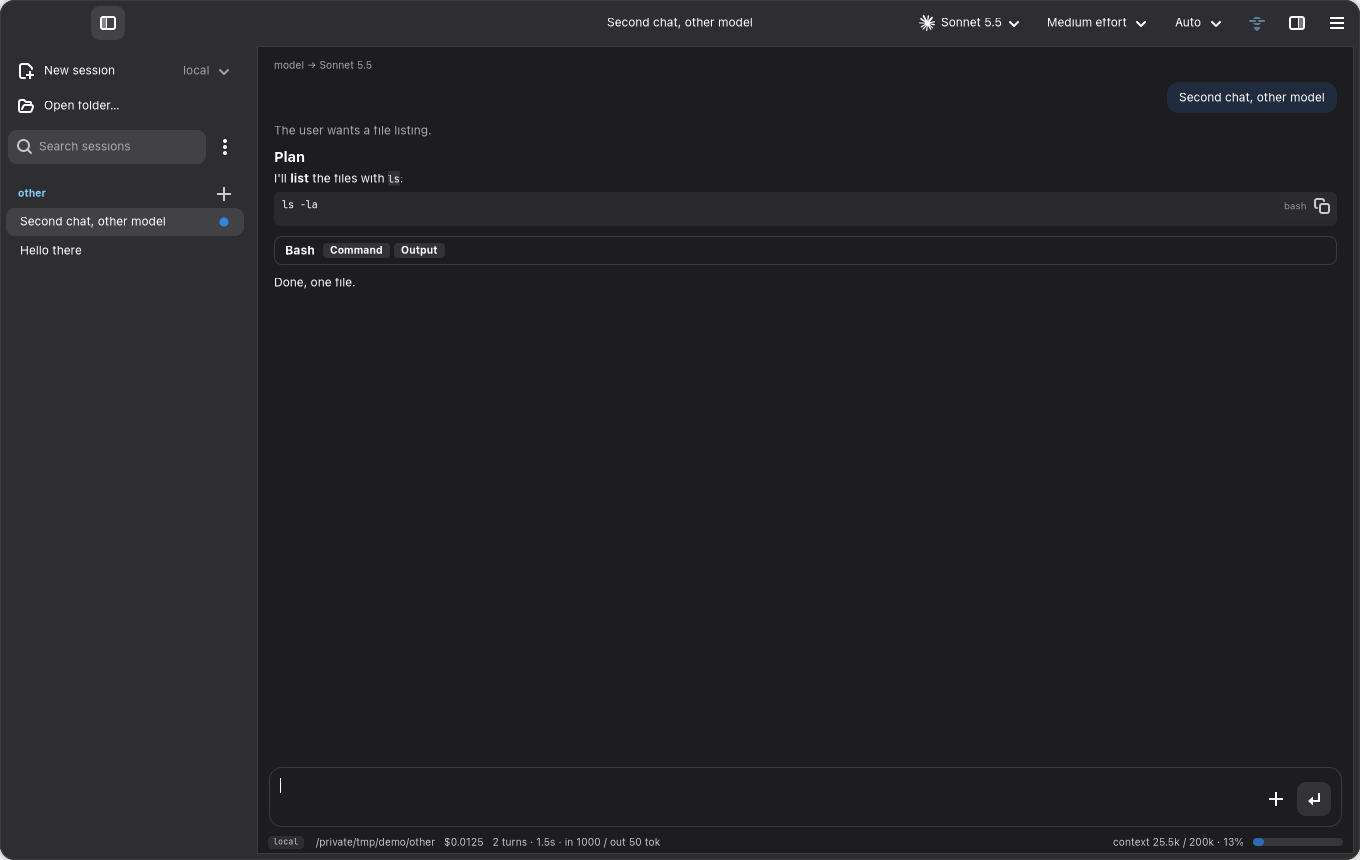 Second chat, other model
Sonnet 5.5
Medium effort
Auto
New session
local
Open folder...
Search sessions
other
Second chat, other model
Hello there
model → Sonnet 5.5
Second chat, other model
The user wants a file listing.
Plan
I'll list the files with ls.
ls -la
bash
Bash Command Output
Done, one file.
local /private/tmp/demo/other $0.0125 2 turns · 1.5s · in 1000 / out 50 tok
context 25.5k / 200k · 13%